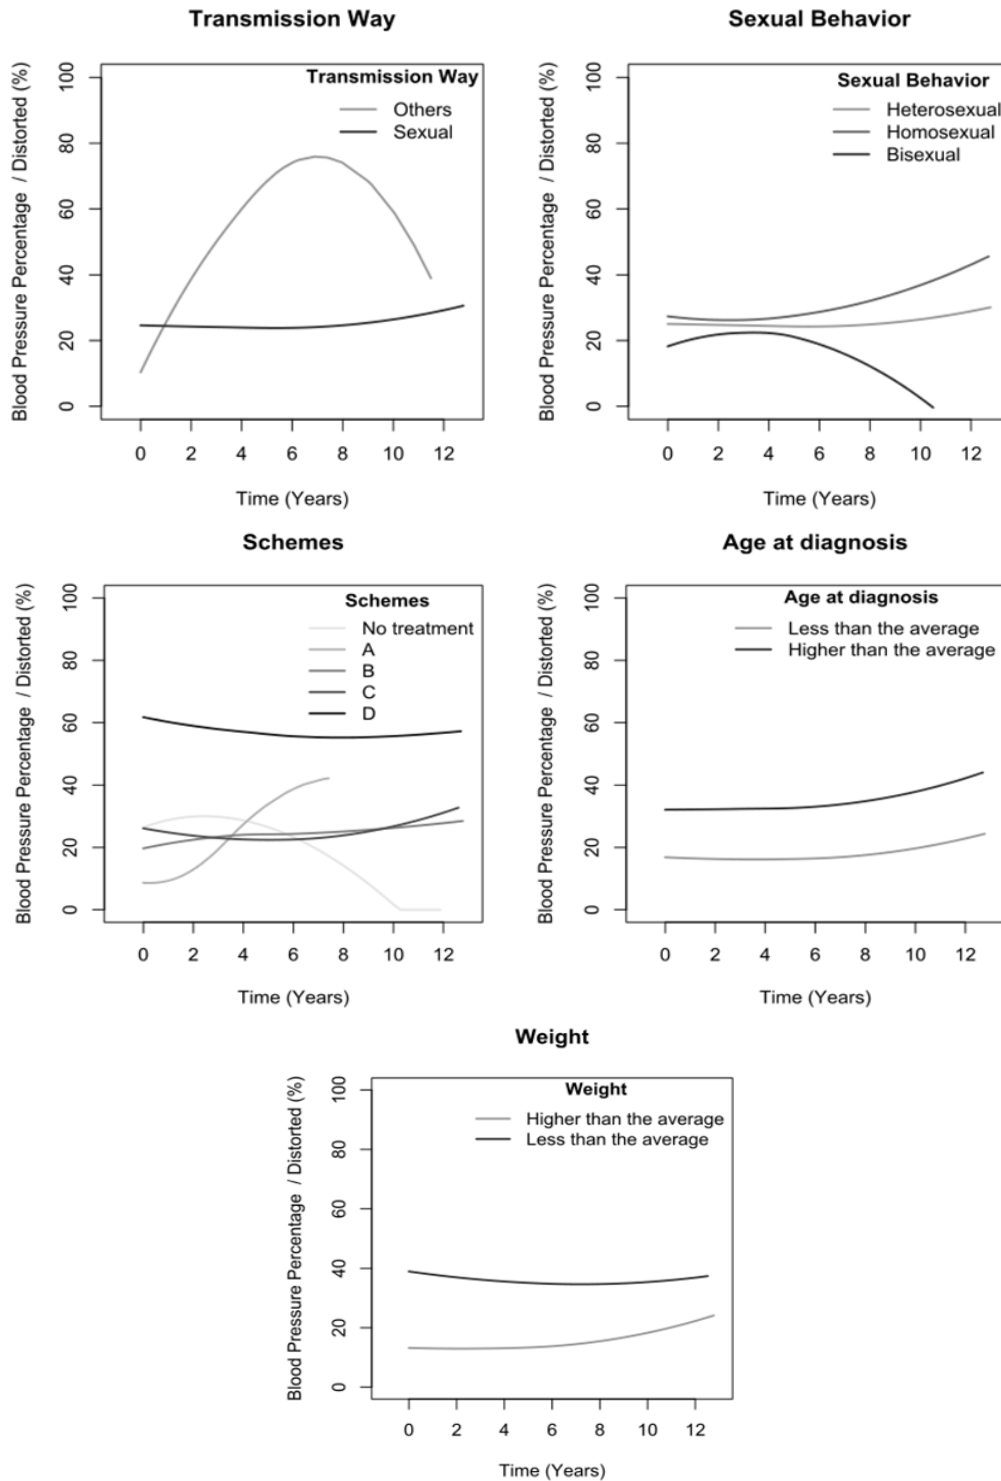 Transmission Way
Blood Pressure Percentage / Distorted (%)
100
80
60
40
20
0
Transmission Way
Others
Sexual
0 2 4 6 8 10 12
Time (Years)
Sexual Behavior
Blood Pressure Percentage / Distorted (%)
100
80
60
40
20
0
Sexual Behavior
Heterosexual
Homosexual
Bisexual
0 2 4 6 8 10 12
Time (Years)
Schemes
Blood Pressure Percentage / Distorted (%)
100
80
60
40
20
0
Schemes
No treatment
A
B
C
D
0 2 4 6 8 10 12
Time (Years)
Age at diagnosis
Blood Pressure Percentage / Distorted (%)
100
80
60
40
20
0
Age at diagnosis
Less than the average
Higher than the average
0 2 4 6 8 10 12
Time (Years)
Weight
Blood Pressure Percentage / Distorted (%)
100
80
60
40
20
0
Weight
Higher than the average
Less than the average
0 2 4 6 8 10 12
Time (Years)